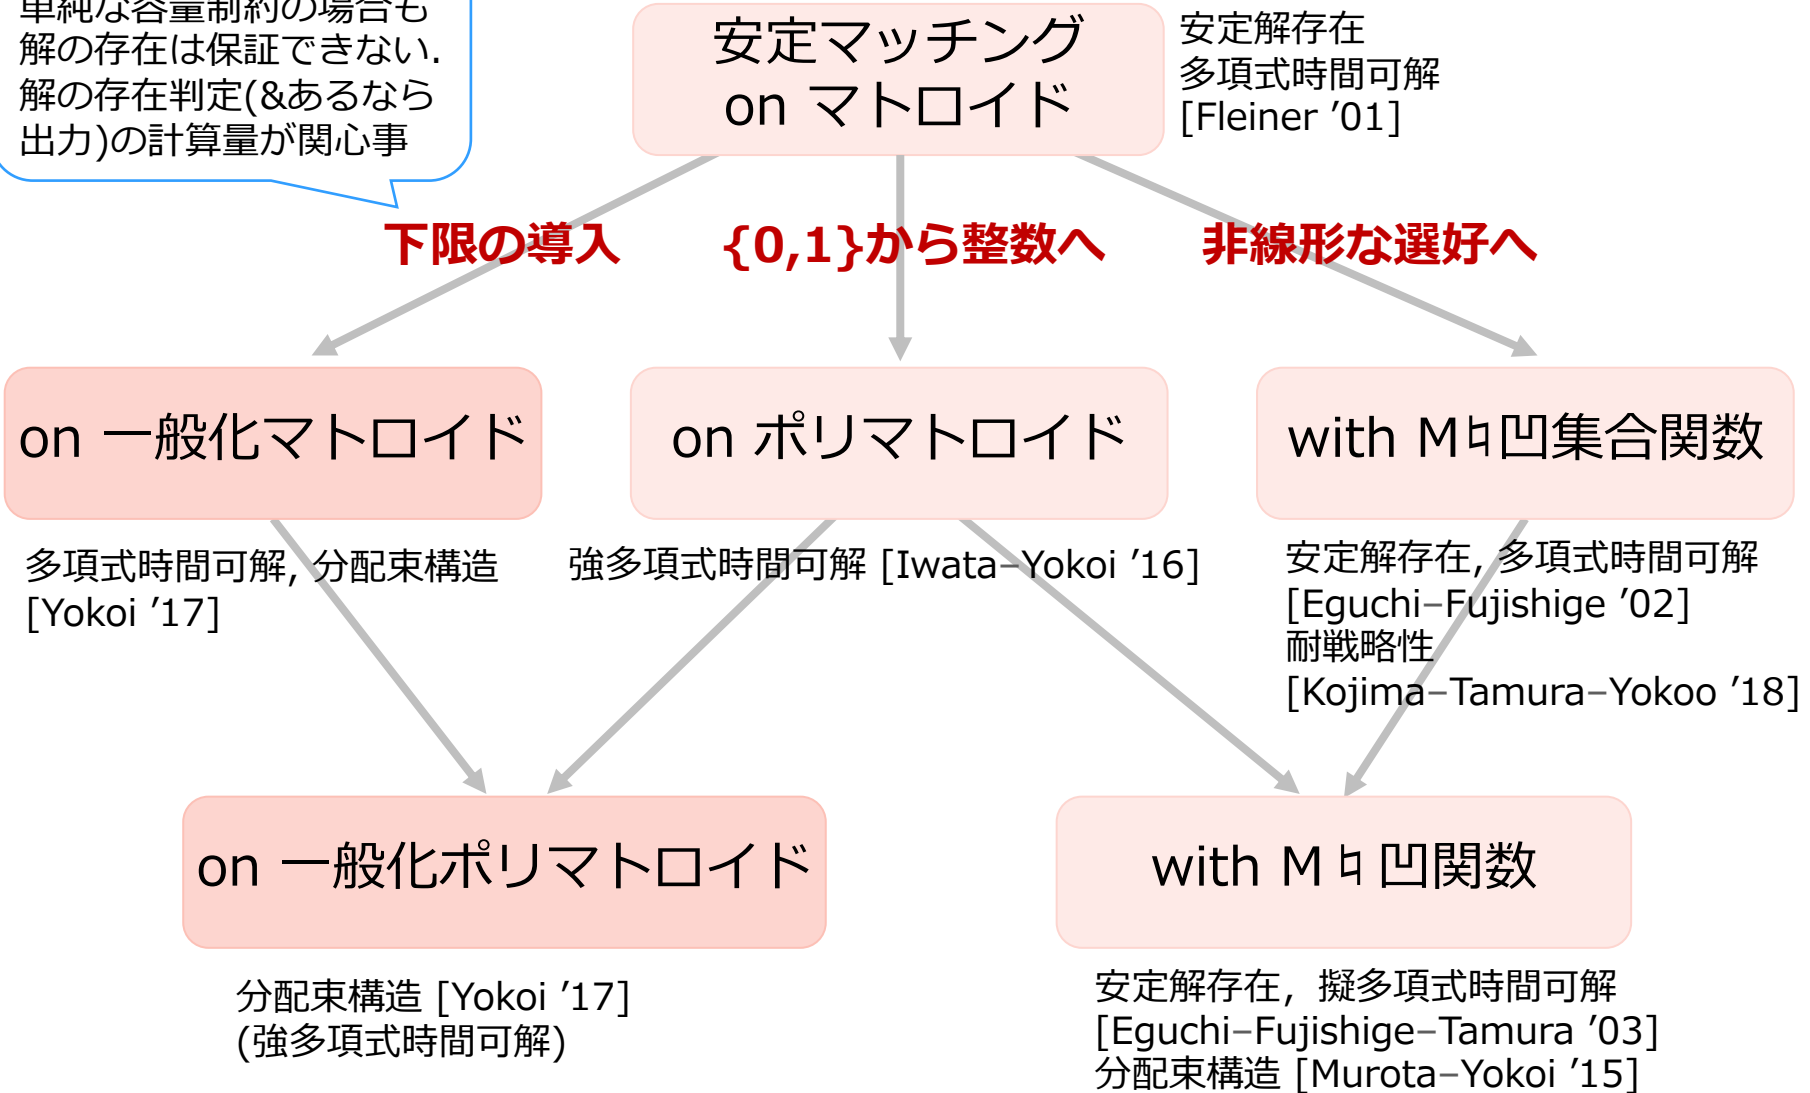 単純な容量制約の場合も
解の存在は保証できない.
解の存在判定(&あるなら
出力)の計算量が関心事
安定マッチング
on マトロイド
安定解存在
多項式時間可解
[Fleiner ’01]
下限の導入
{0,1}から整数へ
非線形な選好へ
on 一般化マトロイド
on ポリマトロイド
with M♮凹集合関数
多項式時間可解, 分配束構造
[Yokoi ’17]
強多項式時間可解 [Iwata–Yokoi ’16]
安定解存在, 多項式時間可解
[Eguchi–Fujishige ’02]
耐戦略性
[Kojima–Tamura–Yokoo ’18]
on 一般化ポリマトロイド
with M♮凹関数
分配束構造 [Yokoi ’17]
(強多項式時間可解)
安定解存在, 擬多項式時間可解
[Eguchi–Fujishige–Tamura ’03]
分配束構造 [Murota–Yokoi ’15]